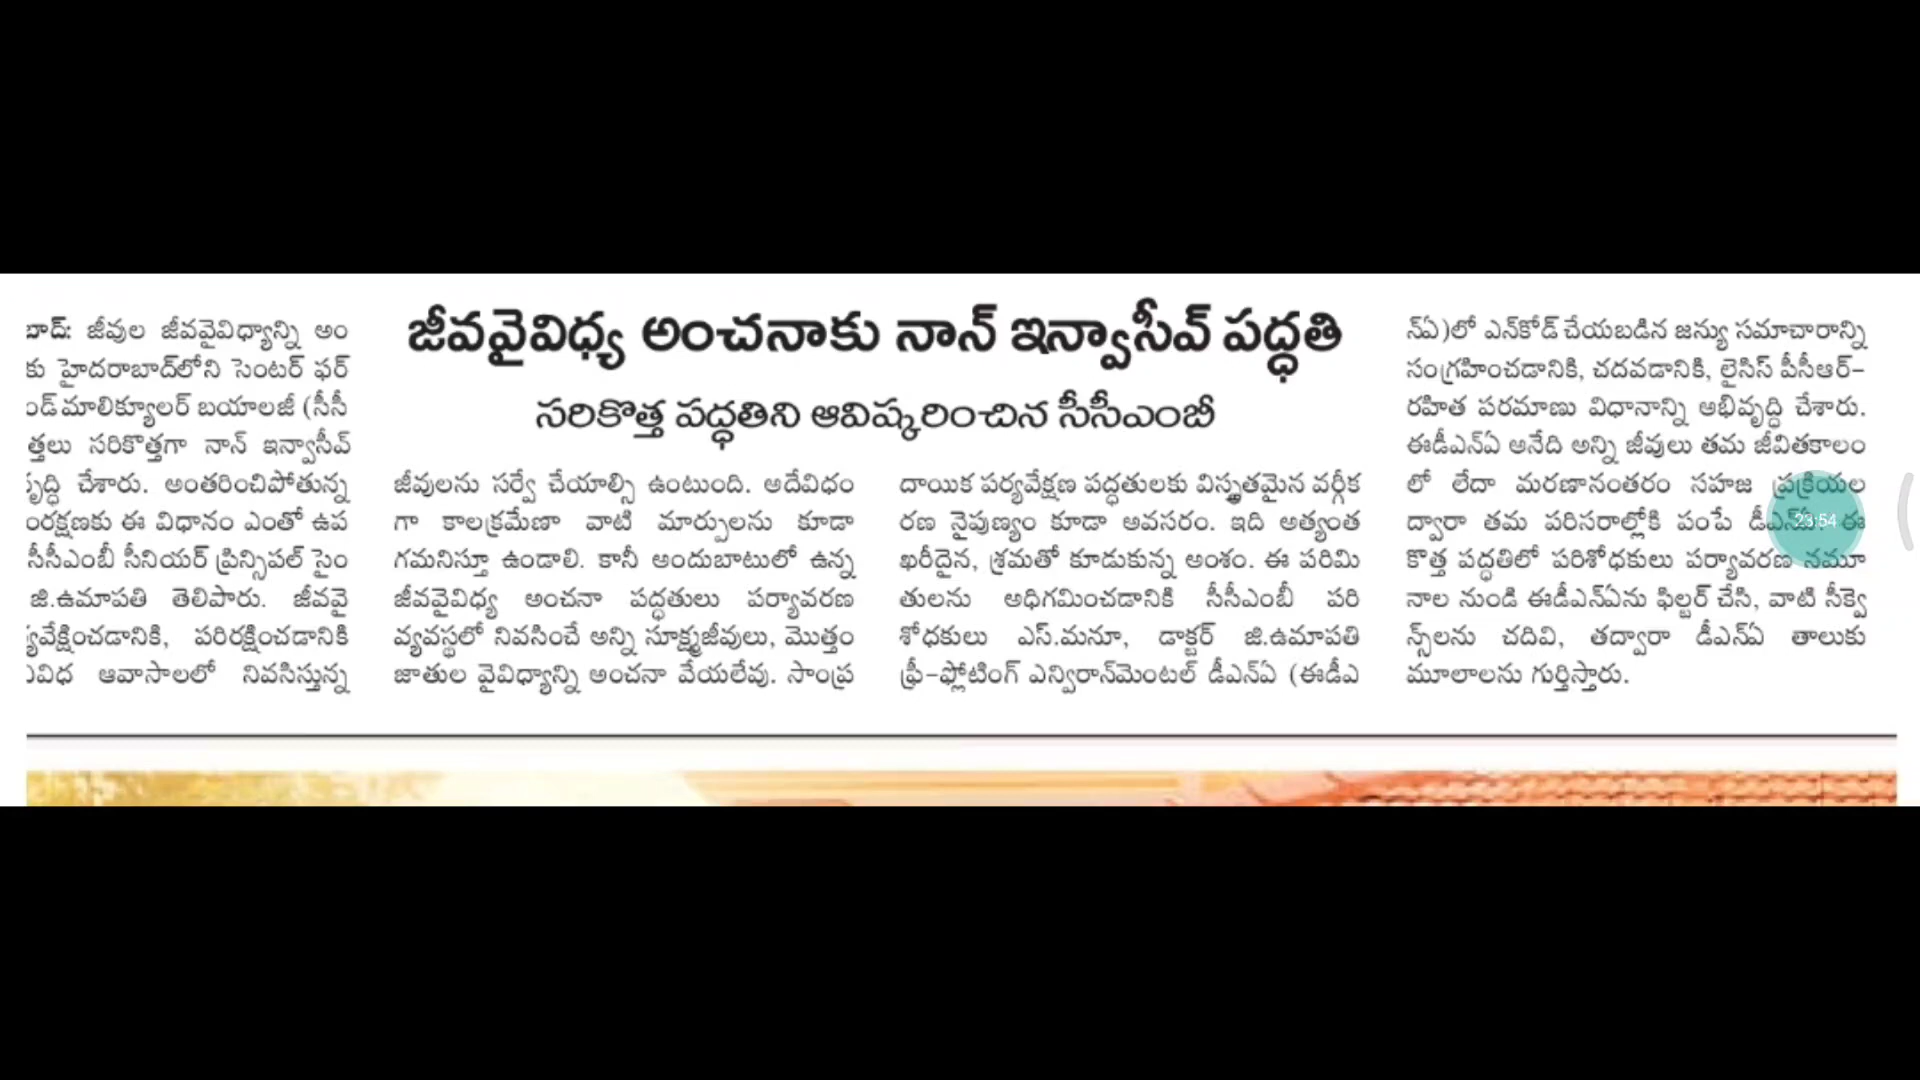 జీవవైవిధ్య అంచనాకు నాన్ ఇన్వాసీవ్ పద్ధతి
సరికొత్త పద్ధతిని ఆవిష్కరించిన సీసీఎంబీ
బాద్: జీవుల జీవవైవిధ్యాన్ని అం
కు హైదరాబాద్‌లోని సెంటర్ ఫర్
మాలిక్యూలర్ బయాలజీ (సీసీ
త్తలు సరికొత్తగా నాన్ ఇన్వాసీవ్
చేశారు. అంతరించిపోతున్న
ఈ విధానం ఎంతో ఉప
సీసీఎంబీ సీనియర్ ప్రిన్సిపల్ సైం
జి.ఉమాపతి తెలిపారు. జీవవై
పరిరక్షించడానికి
ఆవాసాలలో నివసిస్తున్న
జీవులను సర్వే చేయాల్సి ఉంటుంది. అదేవిధం
గా కాలక్రమేణా వాటి మార్పులను కూడా
గమనిస్తూ ఉండాలి. కానీ అందుబాటులో ఉన్న
జీవవైవిధ్య అంచనా పద్ధతులు పర్యావరణ
వ్యవస్థలో నివసించే అన్ని సూక్ష్మజీవులు, మొత్తం
జాతుల వైవిధ్యాన్ని అంచనా వేయలేవు. సాంప్ర
దాయిక పర్యవేక్షణ పద్ధతులకు విస్తృతమైన వర్గీక
రణ నైపుణ్యం కూడా అవసరం. ఇది అత్యంత
ఖరీదైన, శ్రమతో కూడుకున్న అంశం. ఈ పరిమి
తులను అధిగమించడానికి సీసీఎంబీ పరి
శోధకులు ఎస్.మనూ, డాక్టర్ జి.ఉమాపతి
ఫ్రీ-ఫ్లోటింగ్ ఎన్విరాన్‌మెంటల్ డీఎన్ఏ (ఈడీఎ
న్ఏ)లో ఎన్‌కోడ్ చేయబడిన జన్యు సమాచారాన్ని
సంగ్రహించడానికి, చదవడానికి, లైసిస్ పీసీఆర్-
రహిత పరమాణు విధానాన్ని అభివృద్ధి చేశారు.
ఈడీఎన్ఏ అనేది అన్ని జీవులు తమ జీవితకాలం
లో లేదా మరణానంతరం సహజ ప్రక్రియల
ద్వారా తమ పరిసరాల్లోకి పంపే డీఎన్ఏ. ఈ
కొత్త పద్ధతిలో పరిశోధకులు పర్యావరణ నమూ
నాల నుండి ఈడీఎన్ఏను ఫిల్టర్ చేసి, వాటి సీక్వె
న్స్‌లను చదివి, తద్వారా డీఎన్ఏ తాలుకు
మూలాలను గుర్తిస్తారు.
23:54